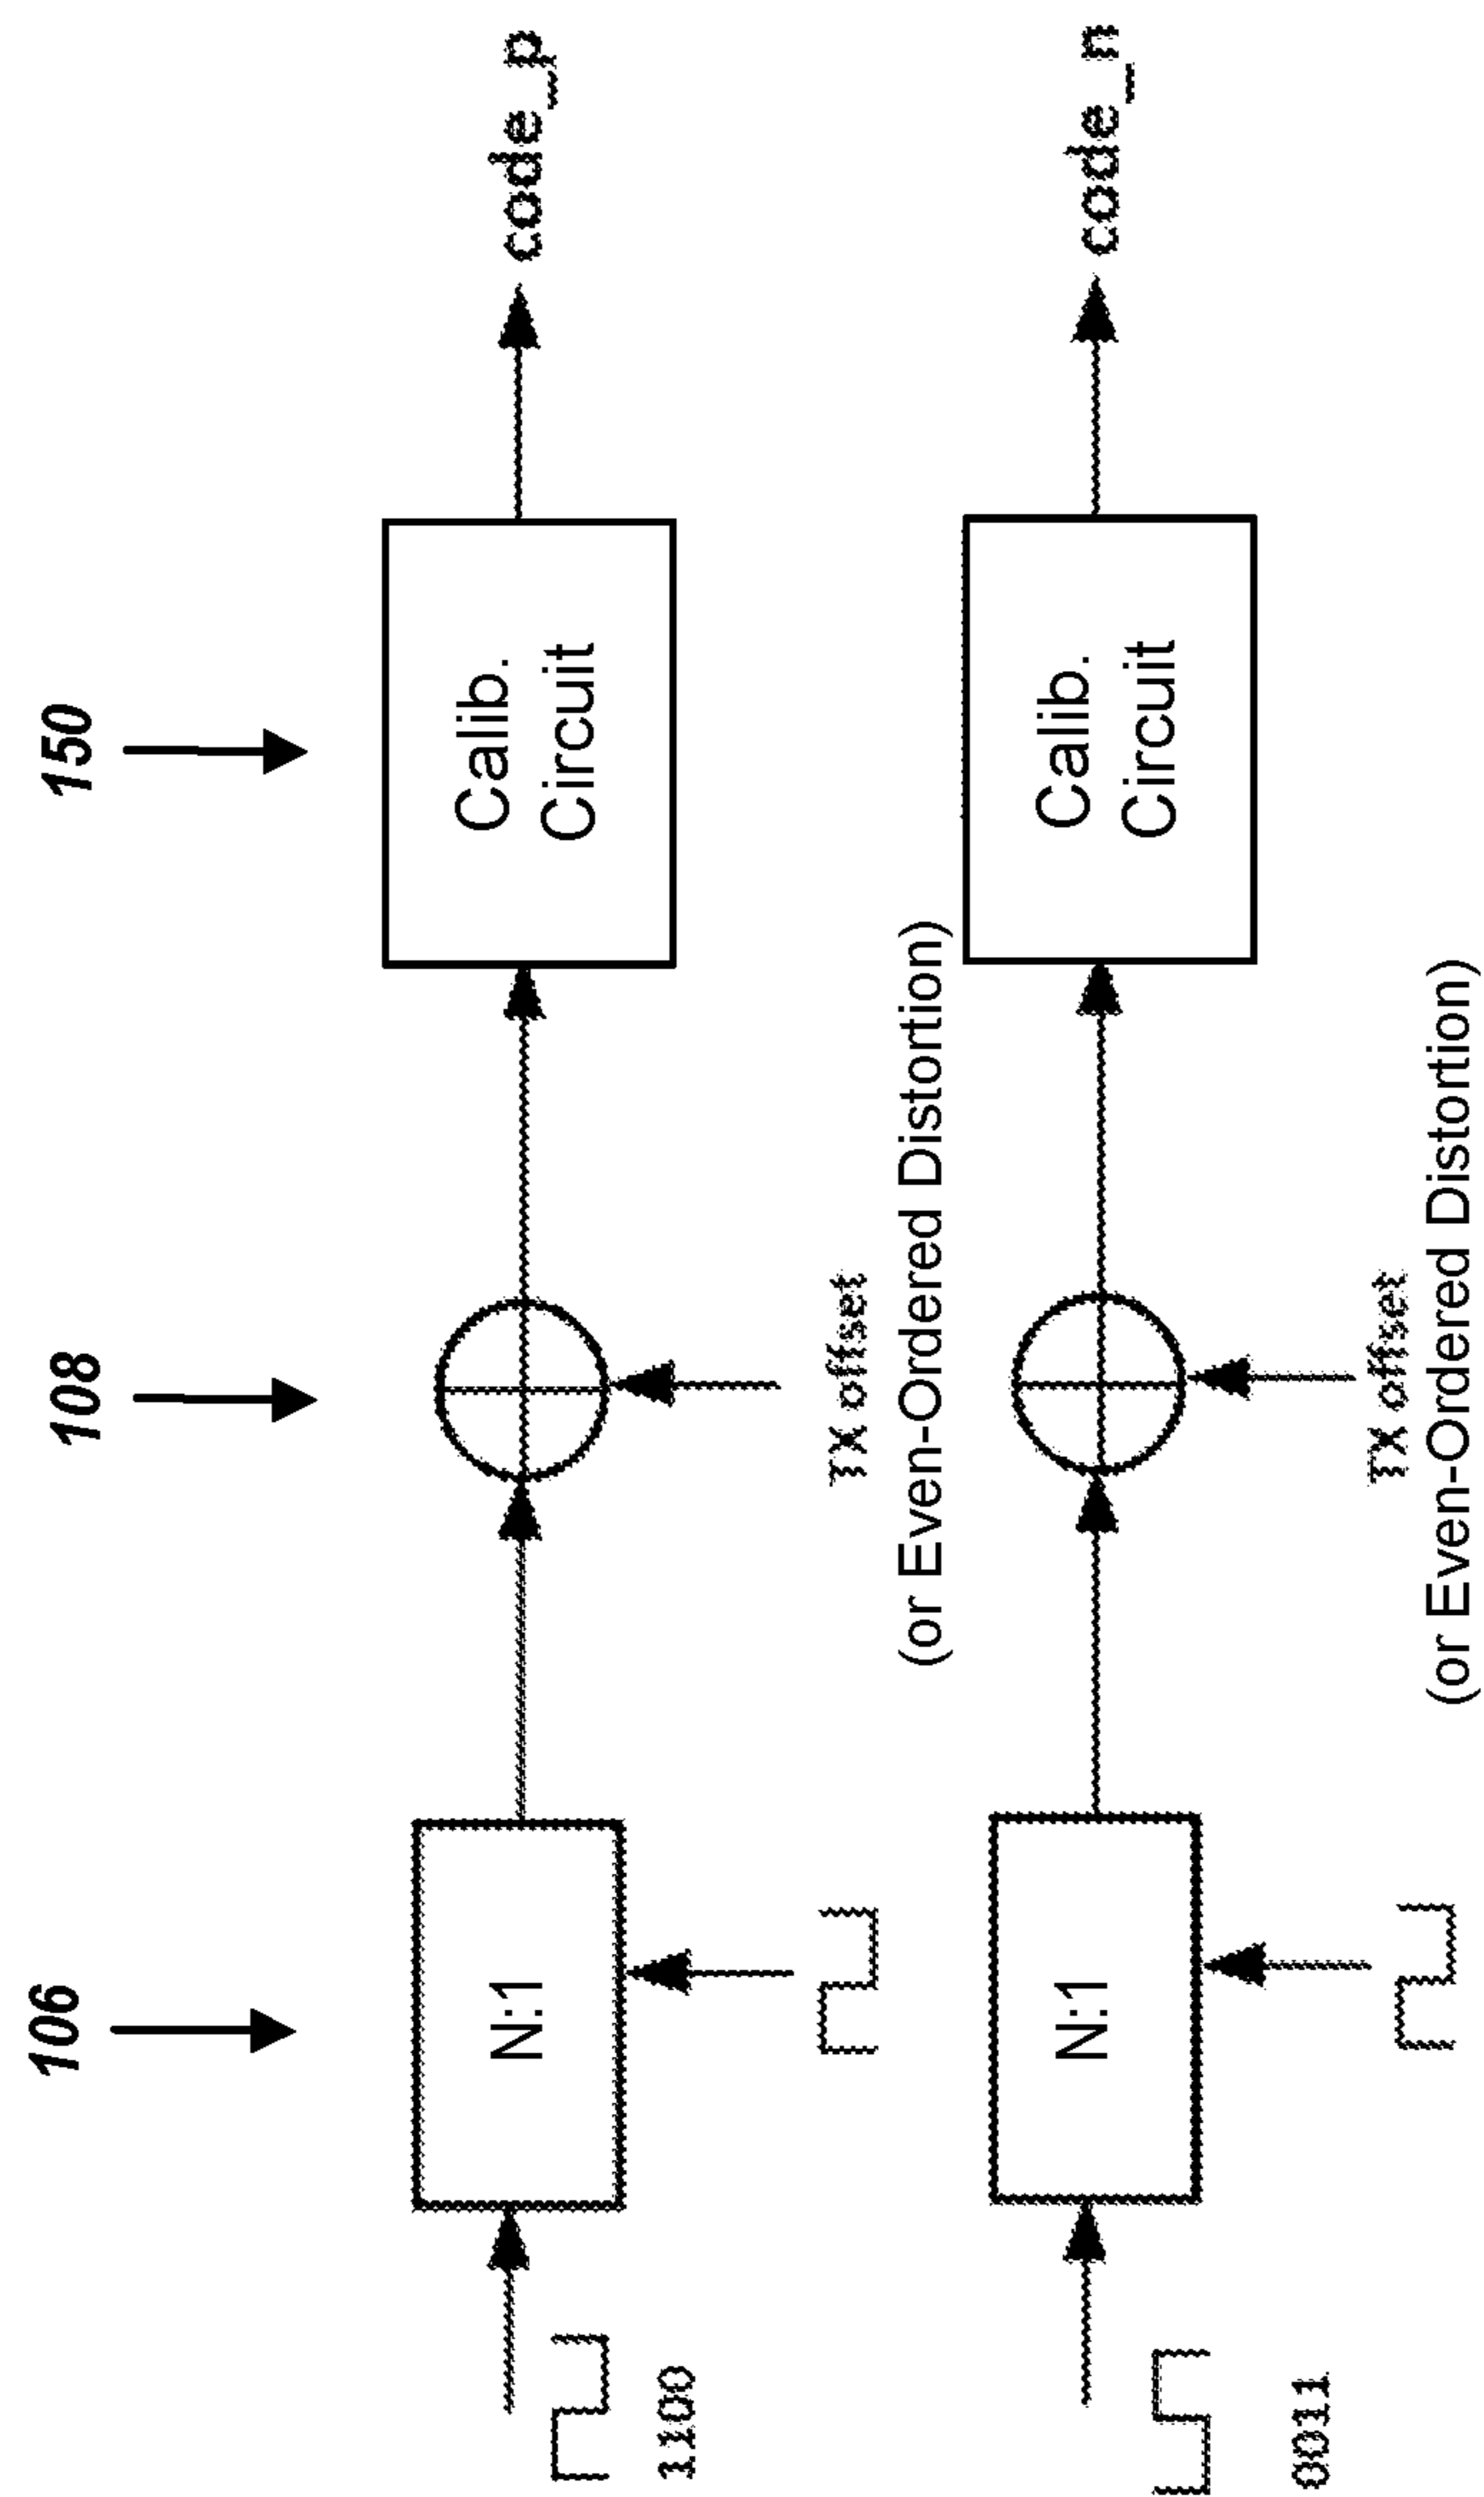 106
108
150
N:1
Calib.
Circuit
code_p
1100
TX offset
(or Even-Ordered Distortion)
N:1
Calib.
Circuit
code_n
0011
TX offset
(or Even-Ordered Distortion)